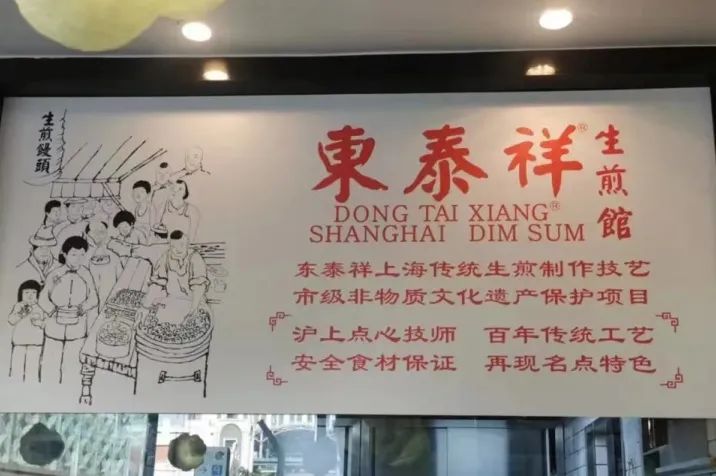 生煎饅頭
東泰祥®
生煎館
DONG TAI XIANG®
SHANGHAI DIM SUM
东泰祥上海传统生煎制作技艺
市级非物质文化遗产保护项目
沪上点心技师 百年传统工艺
安全食材保证 再现名点特色